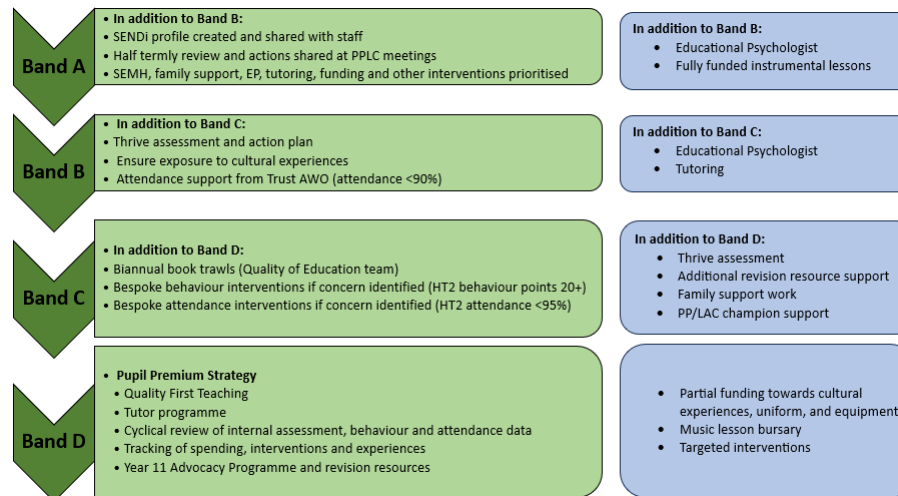 Band A
• In addition to Band B:
• SENDi profile created and shared with staff
• Half termly review and actions shared at PPLC meetings
• SEMH, family support, EP, tutoring, funding and other interventions prioritised
In addition to Band B:
• Educational Psychologist
• Fully funded instrumental lessons
Band B
• In addition to Band C:
• Thrive assessment and action plan
• Ensure exposure to cultural experiences
• Attendance support from Trust AWO (attendance <90%)
In addition to Band C:
• Educational Psychologist
• Tutoring
Band C
• In addition to Band D:
• Biannual book trawls (Quality of Education team)
• Bespoke behaviour interventions if concern identified (HT2 behaviour points 20+)
• Bespoke attendance interventions if concern identified (HT2 attendance <95%)
In addition to Band D:
• Thrive assessment
• Additional revision resource support
• Family support work
• PP/LAC champion support
Band D
• Pupil Premium Strategy
• Quality First Teaching
• Tutor programme
• Cyclical review of internal assessment, behaviour and attendance data
• Tracking of spending, interventions and experiences
• Year 11 Advocacy Programme and revision resources
• Partial funding towards cultural
experiences, uniform, and equipment
• Music lesson bursary
• Targeted interventions